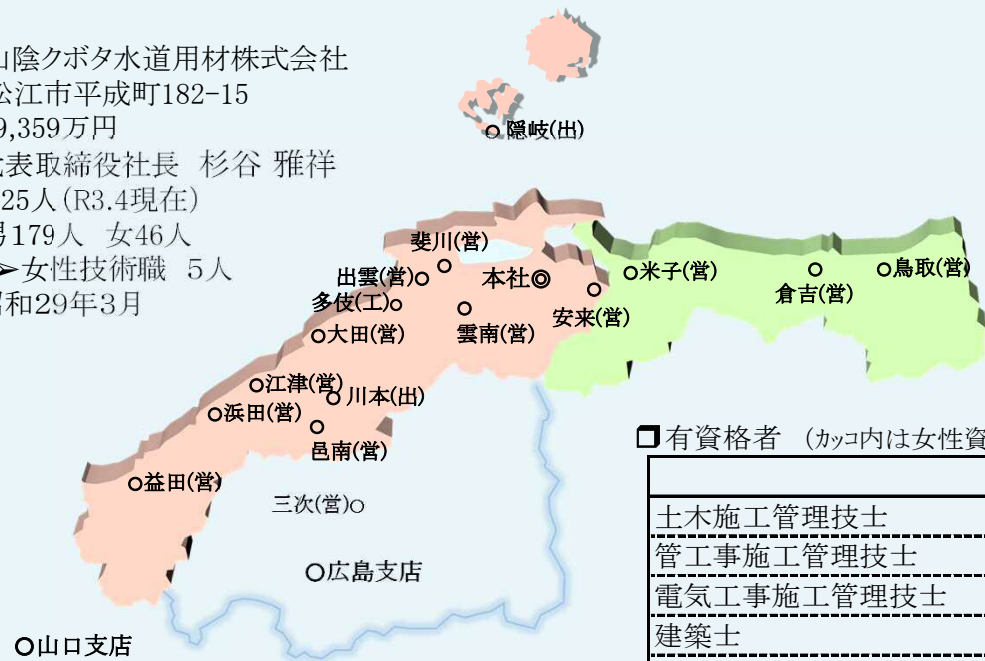 山陰クボタ水道用材株式会社
松江市平成町182-15
9,359万円
代表取締役社長 杉谷 雅祥
25人(R3.4現在)
男179人 女46人
➢女性技術職 5人
昭和29年3月
隠岐(出)
斐川(営)
出雲(営)
本社
米子(営)
鳥取(営)
倉吉(営)
多伎(工)
安来(営)
大田(営)
雲南(営)
江津(営)
川本(出)
浜田(営)
邑南(営)
益田(営)
三次(営)
広島支店
山口支店
有資格者 (カッコ内は女性資
土木施工管理技士
管工事施工管理技士
電気工事施工管理技士
建築士